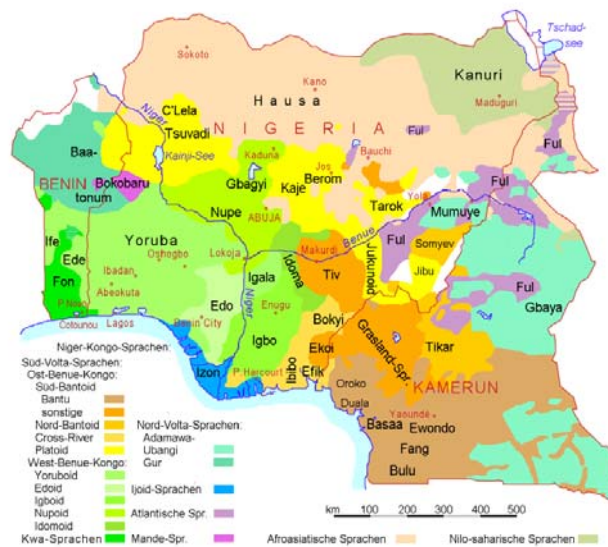 Tschad-
see
Sokoto
Kano
Kanuri
Maduguri
Hausa
Niger
C'Lela
Tsuvadi
NIGERIA
Ful
Ful
Kainji-See
Kaduna
Jos
Bauchi
Baa-
tonum
BENIN
Bokobaru
Gbagyi
Kaje
Berom
Ful
Yola
Tarok
Mumuye
Nupe
ABUJA
Benue
Ife
Ede
Yoruba
Lokoja
Makurdi
Ful
Somyev
Jukunoid
Jibu
Ibadan
Oshogbo
Idoma
Igala
Tiv
Ful
Gbaya
Fon
Abeokuta
Niger
Enugu
P.Novo
Edo
Igbo
Bokyi
Grasland-Spr.
Tikar
Cotounou
Lagos
Benin City
Ekoi
Izon
P.Harcourt
Ibibo
Efik
Oroko
KAMERUN
Duala
Yaounde
Basaa
Ewondo
Fang
Bulu
Niger-Kongo-Sprachen:
Süd-Volta-Sprachen:
Ost-Benue-Kongo:
Süd-Bantoid
Bantu
sonstige
Nord-Bantoid
Cross-River
Platoid
West-Benue-Kongo:
Yoruboid
Edoid
Igboid
Nupoid
Idomoid
Kwa-Sprachen
Nord-Volta-Sprachen:
Adamawa-
Ubangi
Gur
Ijoid-Sprachen
Atlantische Spr.
Mande-Spr.
km 100 200 300 400 500
Afroasiatische Sprachen
Nilo-saharische Sprachen